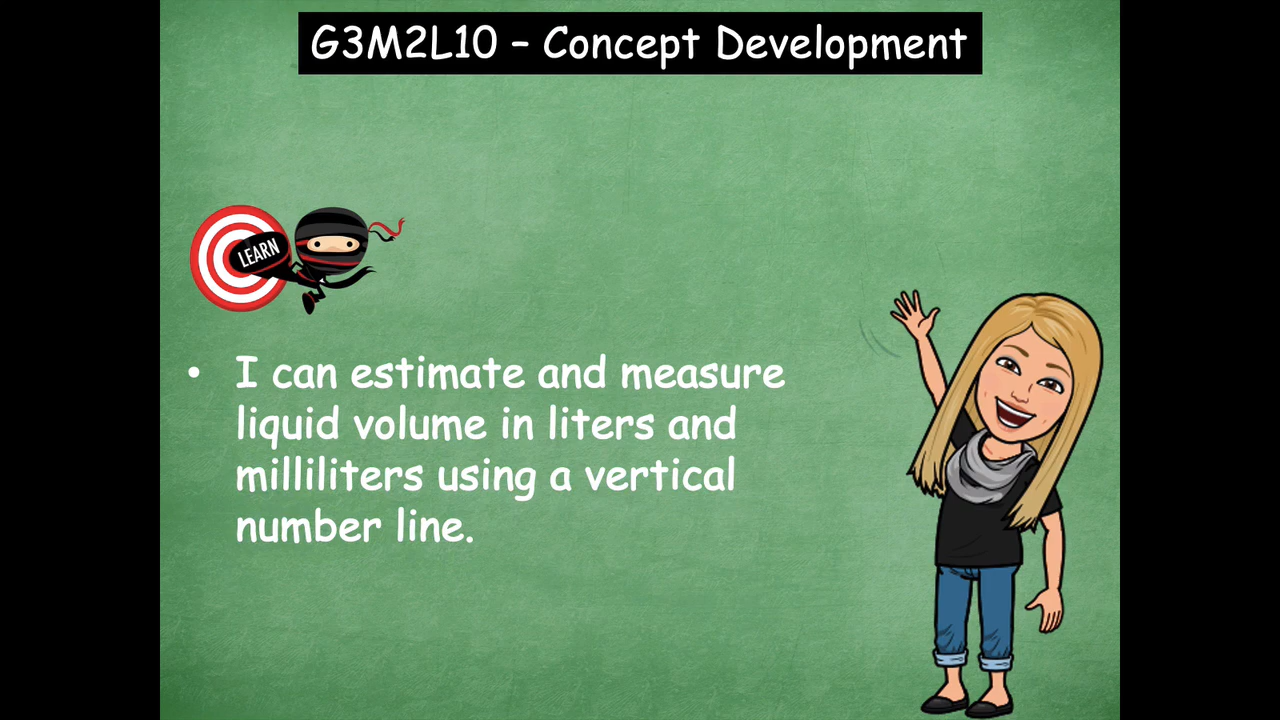 G3M2L10 – Concept Development
LEARN
• I can estimate and measure
liquid volume in liters and
milliliters using a vertical
number line.